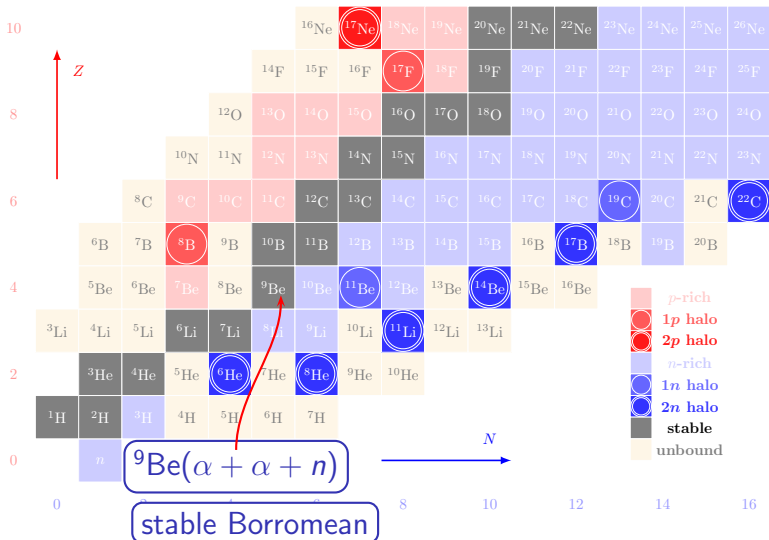 10 ¹⁶Ne ¹⁷Ne ¹⁸Ne ¹⁹Ne ²⁰Ne ²¹Ne ²²Ne ²³Ne ²⁴Ne ²⁵Ne ²⁶Ne
Z ¹⁴F ¹⁵F ¹⁶F ¹⁷F ¹⁸F ¹⁹F ²⁰F ²¹F ²²F ²³F ²⁴F ²⁵F
8 ¹²O ¹³O ¹⁴O ¹⁵O ¹⁶O ¹⁷O ¹⁸O ¹⁹O ²⁰O ²¹O ²²O ²³O ²⁴O
¹⁰N ¹¹N ¹²N ¹³N ¹⁴N ¹⁵N ¹⁶N ¹⁷N ¹⁸N ¹⁹N ²⁰N ²¹N ²²N ²³N
6 ⁸C ⁹C ¹⁰C ¹¹C ¹²C ¹³C ¹⁴C ¹⁵C ¹⁶C ¹⁷C ¹⁸C ¹⁹C ²⁰C ²¹C ²²C
⁶B ⁷B ⁸B ⁹B ¹⁰B ¹¹B ¹²B ¹³B ¹⁴B ¹⁵B ¹⁶B ¹⁷B ¹⁸B ¹⁹B ²⁰B
4 ⁵Be ⁶Be ⁷Be ⁸Be ⁹Be ¹⁰Be ¹¹Be ¹²Be ¹³Be ¹⁴Be ¹⁵Be ¹⁶Be
³Li ⁴Li ⁵Li ⁶Li ⁷Li ⁸Li ⁹Li ¹⁰Li ¹¹Li ¹²Li ¹³Li
2 ³He ⁴He ⁵He ⁶He ⁷He ⁸He ⁹He ¹⁰He
¹H ²H ³H ⁴H ⁵H ⁶H ⁷H
0 n
p-rich
1p halo
2p halo
n-rich
1n halo
2n halo
stable
unbound
⁹Be(α + α + n)
N
stable Borromean
0 2 4 6 8 10 12 14 16